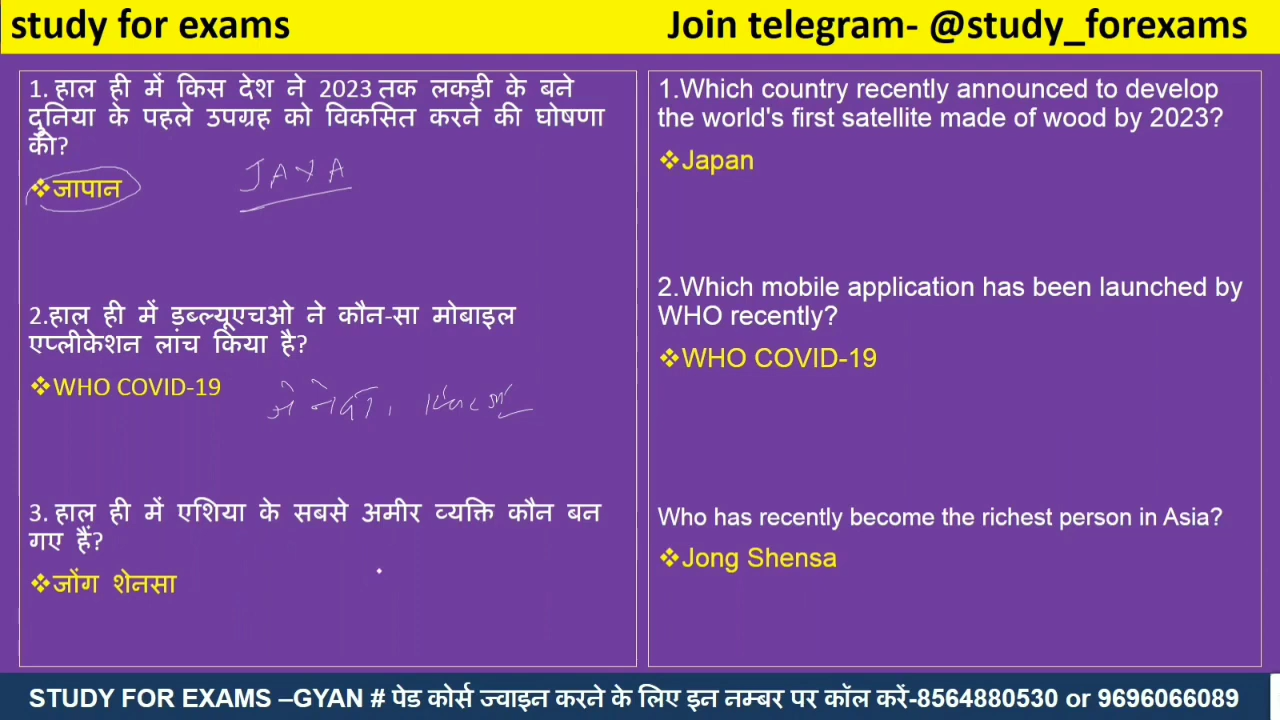 study for exams
Join telegram- @study_forexams
1. हाल ही में किस देश ने 2023 तक लकड़ी के बने
दुनिया के पहले उपग्रह को विकसित करने की घोषणा
की?
❖जापान
JAXA
2.हाल ही में डब्ल्यूएचओ ने कौन-सा मोबाइल
एप्लीकेशन लांच किया है?
❖WHO COVID-19
3. हाल ही में एशिया के सबसे अमीर व्यक्ति कौन बन
गए हैं?
❖जोंग शेनसा
1.Which country recently announced to develop
the world's first satellite made of wood by 2023?
❖Japan
2.Which mobile application has been launched by
WHO recently?
❖WHO COVID-19
Who has recently become the richest person in Asia?
❖Jong Shensa
STUDY FOR EXAMS –GYAN # पेड कोर्स ज्वाइन करने के लिए इन नम्बर पर कॉल करें-8564880530 or 9696066089